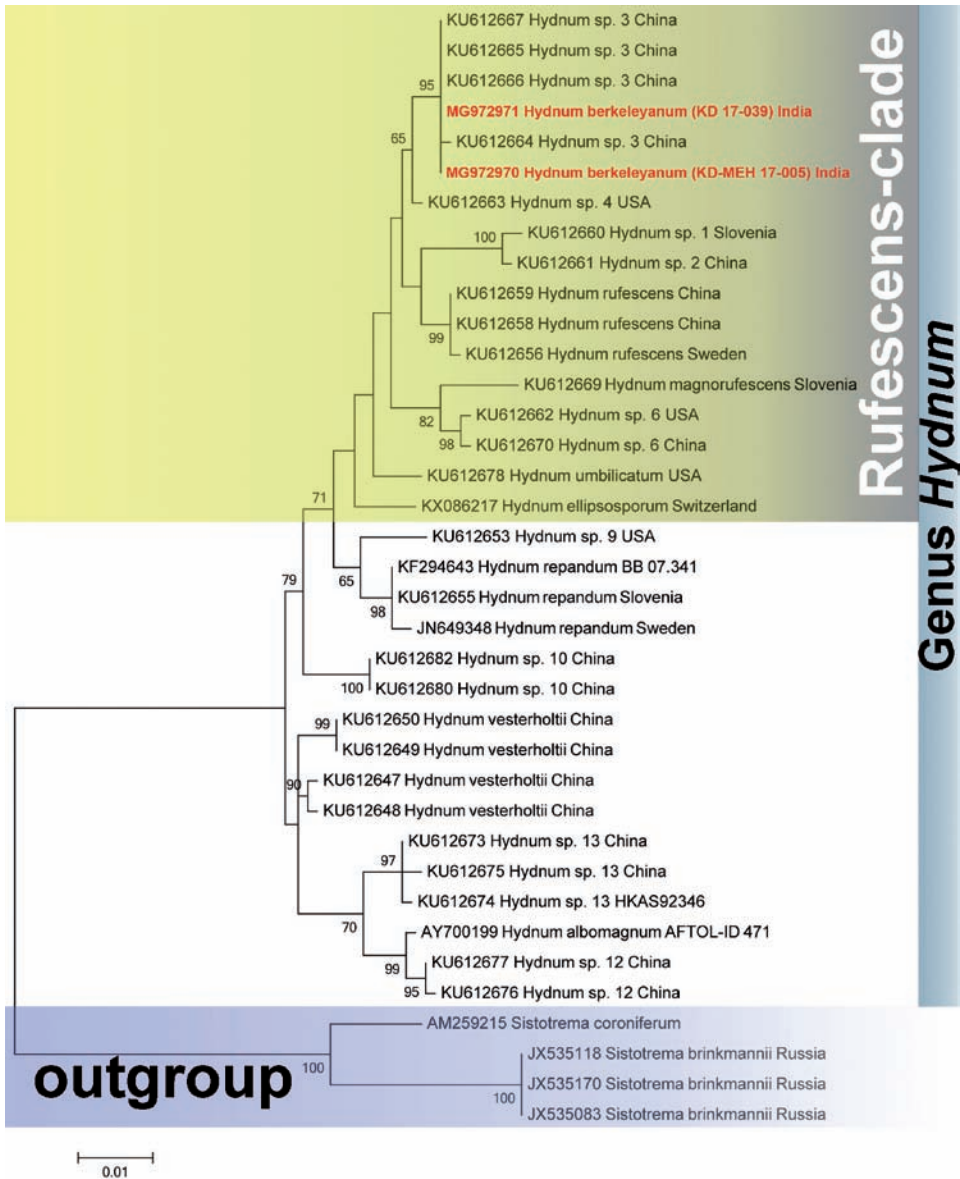 KU612667 Hydnum sp. 3 China
KU612665 Hydnum sp. 3 China
KU612666 Hydnum sp. 3 China
95
MG972971 Hydnum berkeleyanum (KD 17-039) India
65
KU612664 Hydnum sp. 3 China
MG972970 Hydnum berkeleyanum (KD-MEH 17-005) India
KU612663 Hydnum sp. 4 USA
100
KU612660 Hydnum sp. 1 Slovenia
KU612661 Hydnum sp. 2 China
KU612659 Hydnum rufescens China
KU612658 Hydnum rufescens China
99
KU612656 Hydnum rufescens Sweden
KU612669 Hydnum magnorufescens Slovenia
82
KU612662 Hydnum sp. 6 USA
98
KU612670 Hydnum sp. 6 China
KU612678 Hydnum umbilicatum USA
71
KX086217 Hydnum ellipsosporum Switzerland
Rufescens-clade
Genus Hydnum
KU612653 Hydnum sp. 9 USA
KF294643 Hydnum repandum BB 07.341
79
65
KU612655 Hydnum repandum Slovenia
98
JN649348 Hydnum repandum Sweden
KU612682 Hydnum sp. 10 China
100
KU612680 Hydnum sp. 10 China
99
KU612650 Hydnum vesterholtii China
KU612649 Hydnum vesterholtii China
90
KU612647 Hydnum vesterholtii China
KU612648 Hydnum vesterholtii China
KU612673 Hydnum sp. 13 China
97
KU612675 Hydnum sp. 13 China
KU612674 Hydnum sp. 13 HKAS92346
70
AY700199 Hydnum albomagnum AFTOL-ID 471
99
KU612677 Hydnum sp. 12 China
95
KU612676 Hydnum sp. 12 China
AM259215 Sistotrema coroniferum
JX535118 Sistotrema brinkmannii Russia
100
outgroup
JX535170 Sistotrema brinkmannii Russia
100
JX535083 Sistotrema brinkmannii Russia
0.01